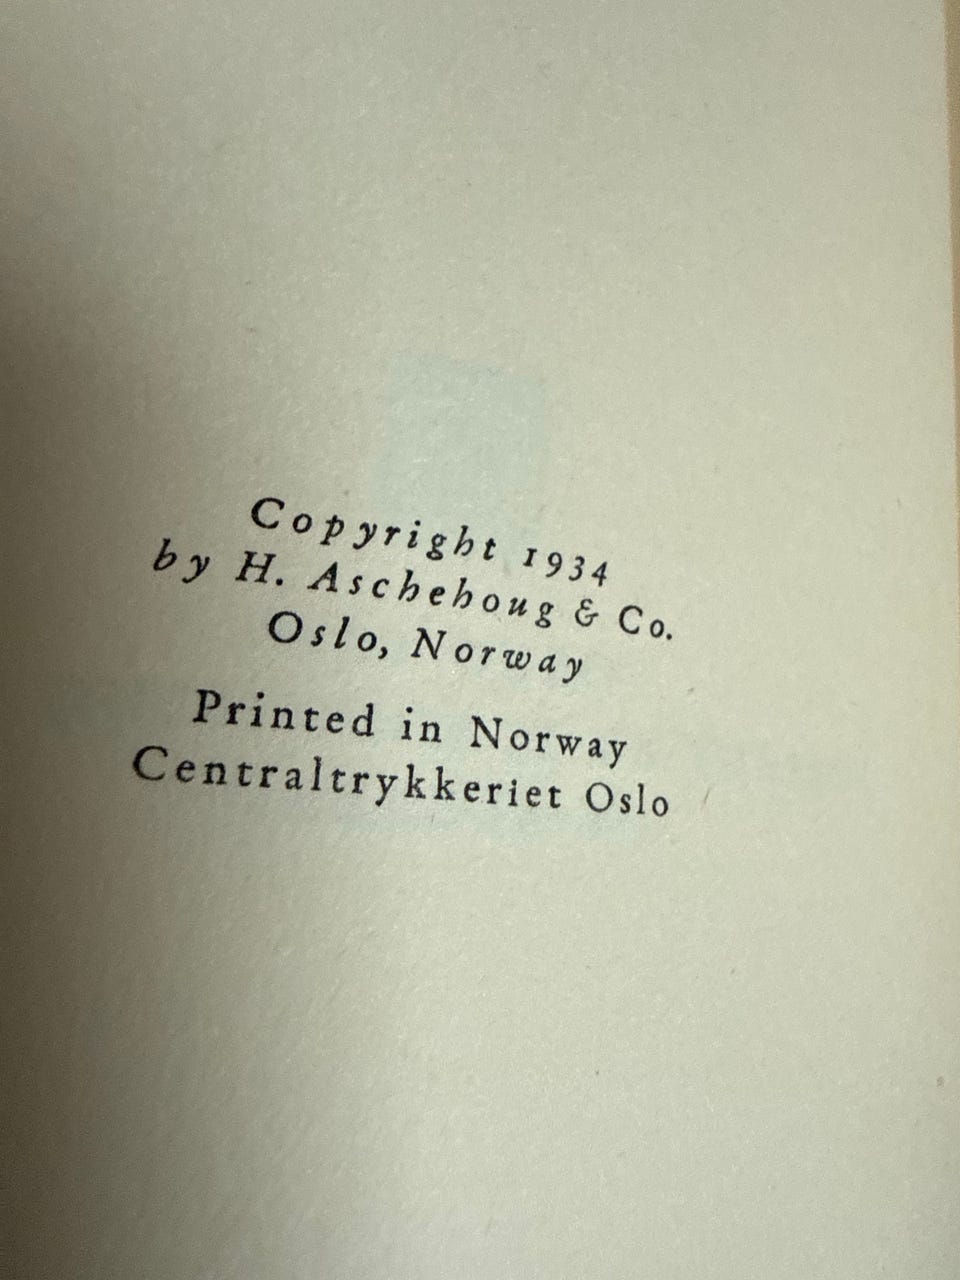 Copyright 1934
by H. Aschehoug & Co.
Oslo, Norway
Printed in Norway
Centraltrykkeriet Oslo